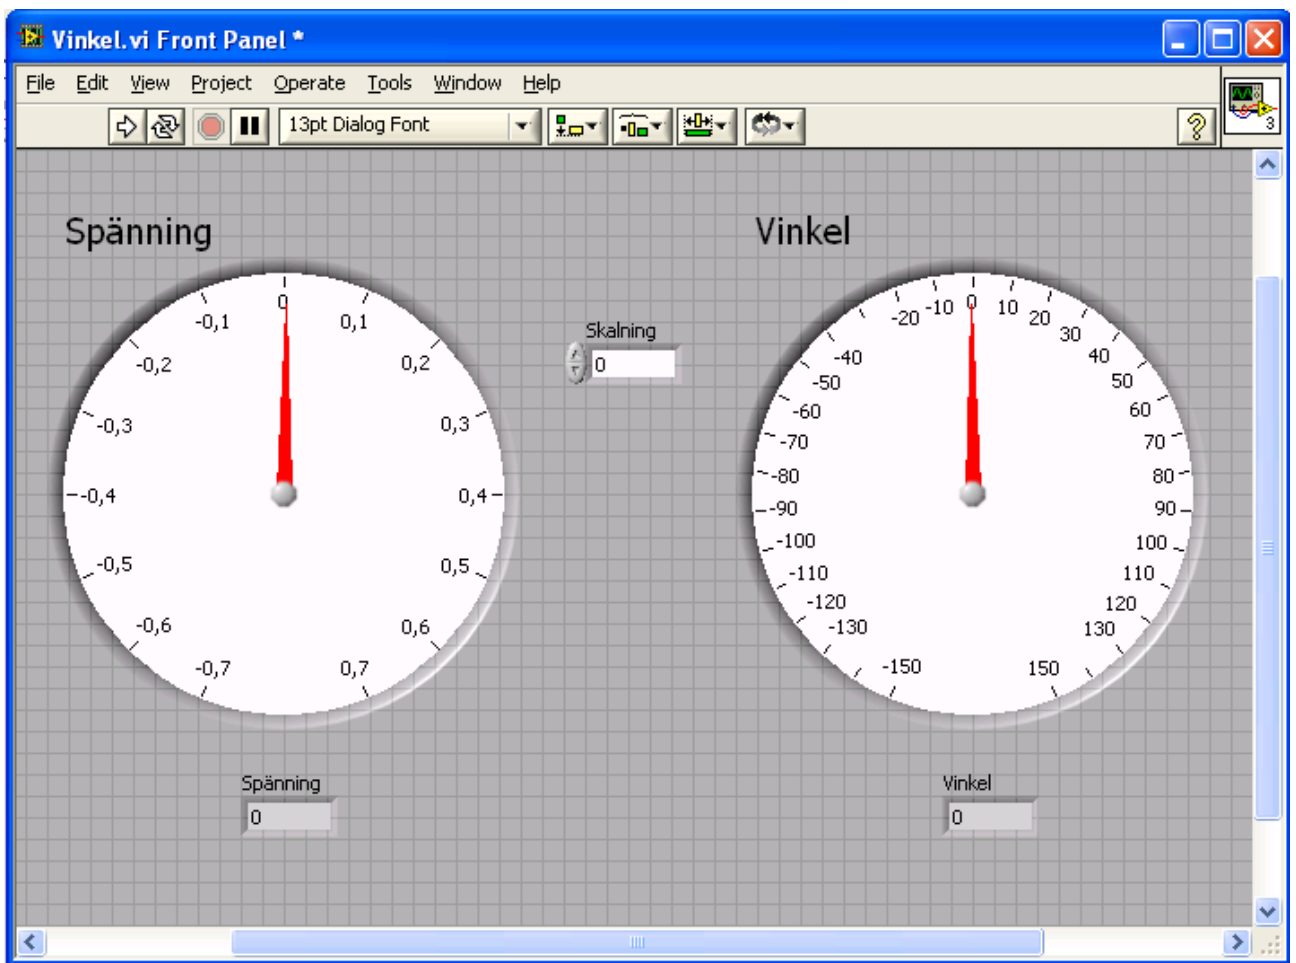 Vinkel.vi Front Panel *
File Edit View Project Operate Tools Window Help
13pt Dialog Font
?
3
Spänning
Vinkel
-0,1 0 0,1
-0,2 0,2
-0,3 0,3
-0,4 0,4
-0,5 0,5
-0,6 0,6
-0,7 0,7
Skalning
0
-20 -10 0 10 20
30
-40 40
-50 50
-60 60
-70 70
-80 80
-90 90
-100 100
-110 110
-120 120
-130 130
-150 150
Spänning
0
Vinkel
0